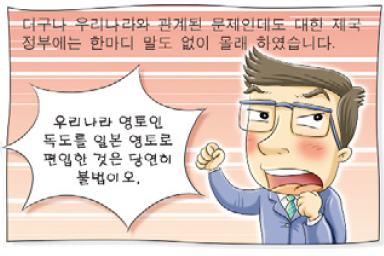 더구나 우리나라와 관계된 문제인데도 대한 제국
정부에는 한마디 말도 없이 몰래 하였습니다.
우리나라 영토인
독도를 일본 영토로
편입한 것은 당연히
불법이오.